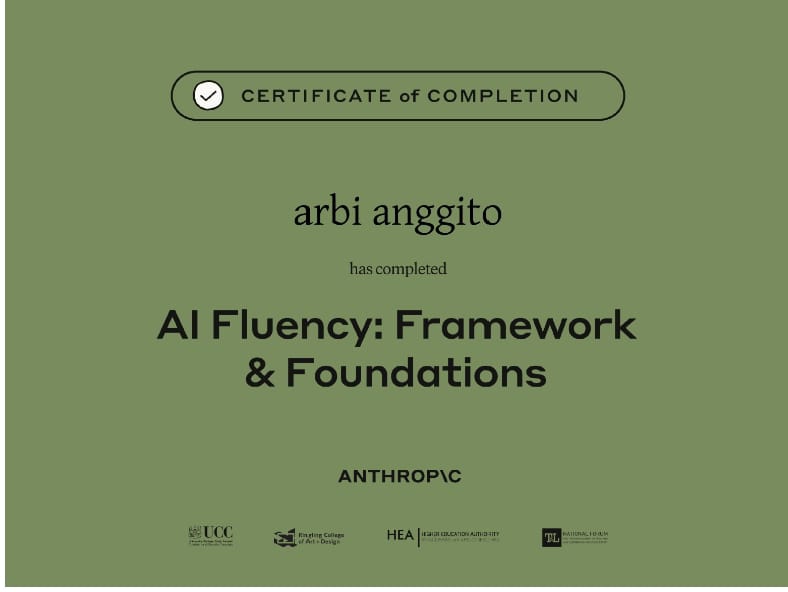 CERTIFICATE of COMPLETION
arbi anggito
has completed
AI Fluency: Framework
& Foundations
ANTHROP\C
UCC
Ringling College
of Art + Design
HEA
HIGHER EDUCATION AUTHORITY
T&L
NATIONAL FORUM